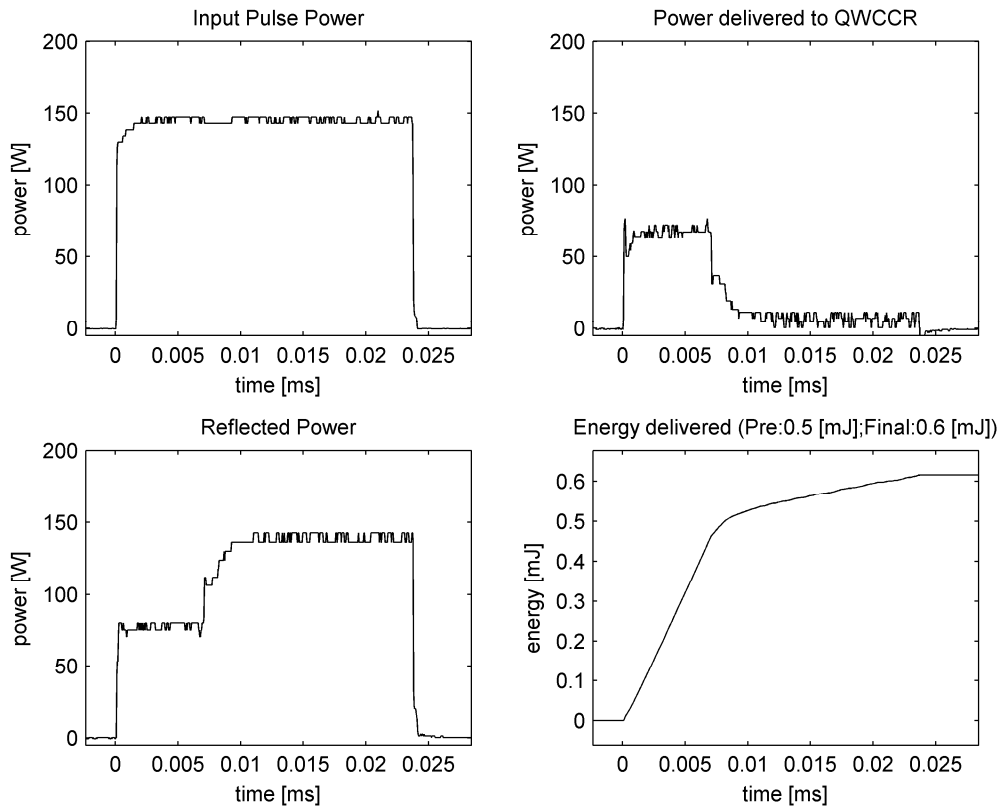 Input Pulse Power
200
150
100
50
0
power [W]
0 0.005 0.01 0.015 0.02 0.025
time [ms]
Power delivered to QWCCR
200
150
100
50
0
power [W]
0 0.005 0.01 0.015 0.02 0.025
time [ms]
Reflected Power
200
150
100
50
0
power [W]
0 0.005 0.01 0.015 0.02 0.025
time [ms]
Energy delivered (Pre:0.5 [mJ];Final:0.6 [mJ])
0.6
0.5
0.4
0.3
0.2
0.1
0
energy [mJ]
0 0.005 0.01 0.015 0.02 0.025
time [ms]